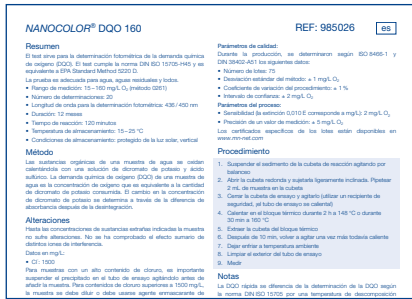 NANOCOLOR® DQO 160
REF: 985026
es
Resumen
El test sirve para la determinación fotométrica de la demanda química
de oxígeno (DQO). El test cumple la norma DIN ISO 15705-H45 y es
equivalente a EPA Standard Method 5220 D.
La prueba es adecuada para agua, aguas residuales y lodos.
• Rango de medición: 15–160 mg/L O₂ (método 0261)
• Número de determinaciones: 20
• Longitud de onda para la determinación fotométrica: 436 / 450 nm
• Duración: 12 meses
• Tiempo de reacción: 120 minutos
• Temperatura de almacenamiento: 15–25 °C
• Condiciones de almacenamiento: protegido de la luz solar, vertical
Método
Las sustancias orgánicas de una muestra de agua se oxidan
calentándola con una solución de dicromato de potasio y ácido
sulfúrico. La demanda química de oxígeno (DQO) de una muestra de
agua es la concentración de oxígeno que es equivalente a la cantidad
de dicromato de potasio consumida. El cambio en la concentración
de dicromato de potasio se determina a través de la diferencia de
absorbancia después de la desintegración.
Alteraciones
Hasta las concentraciones de sustancias extrañas indicadas la muestra
no sufre alteraciones. No se ha comprobado el efecto sumario de
distintos iones de interferencia.
Datos en mg/L:
• Cl⁻: 1500
Para muestras con un alto contenido de cloruro, es importante
suspender el precipitado en el tubo de ensayo agitándolo antes de
añadir la muestra. Para contenidos de cloruro superiores a 1500 mg/L,
la muestra se debe diluir o debe usarse agente enmascarante de
Parámetros de calidad:
Durante la producción, se determinaron según ISO 8466-1 y
DIN 38402-A51 los siguientes datos:
• Número de lotes: 75
• Desviación estándar del método: ± 1 mg/L O₂
• Coeficiente de variación del procedimiento: ± 1 %
• Intervalo de confianza: ± 2 mg/L O₂
Parámetros del proceso:
• Sensibilidad (la extinción 0,010 E corresponde a mg/L): 2 mg/L O₂
• Precisión de un valor de medición: ± 5 mg/L O₂
Los certificados específicos de los lotes están disponibles en
www.mn-net.com
Procedimiento
1. Suspender el sedimento de la cubeta de reacción agitando por
balanceo
2. Abrir la cubeta redonda y sujetarla ligeramente inclinada. Pipetear
2 mL de muestra en la cubeta
3. Cerrar la cubeta de ensayo y agitarlo (utilizar un recipiente de
seguridad, ¡el tubo de ensayo se calienta!)
4. Calentar en el bloque térmico durante 2 h a 148 °C o durante
30 min a 160 °C
5. Extraer la cubeta del bloque térmico
6. Después de 10 min, volver a agitar una vez más todavía caliente
7. Dejar enfriar a temperatura ambiente
8. Limpiar el exterior del tubo de ensayo
9. Medir
Notas
La DQO rápida se diferencia de la determinación de la DQO según
la norma DIN ISO 15705 por una temperatura de descomposición